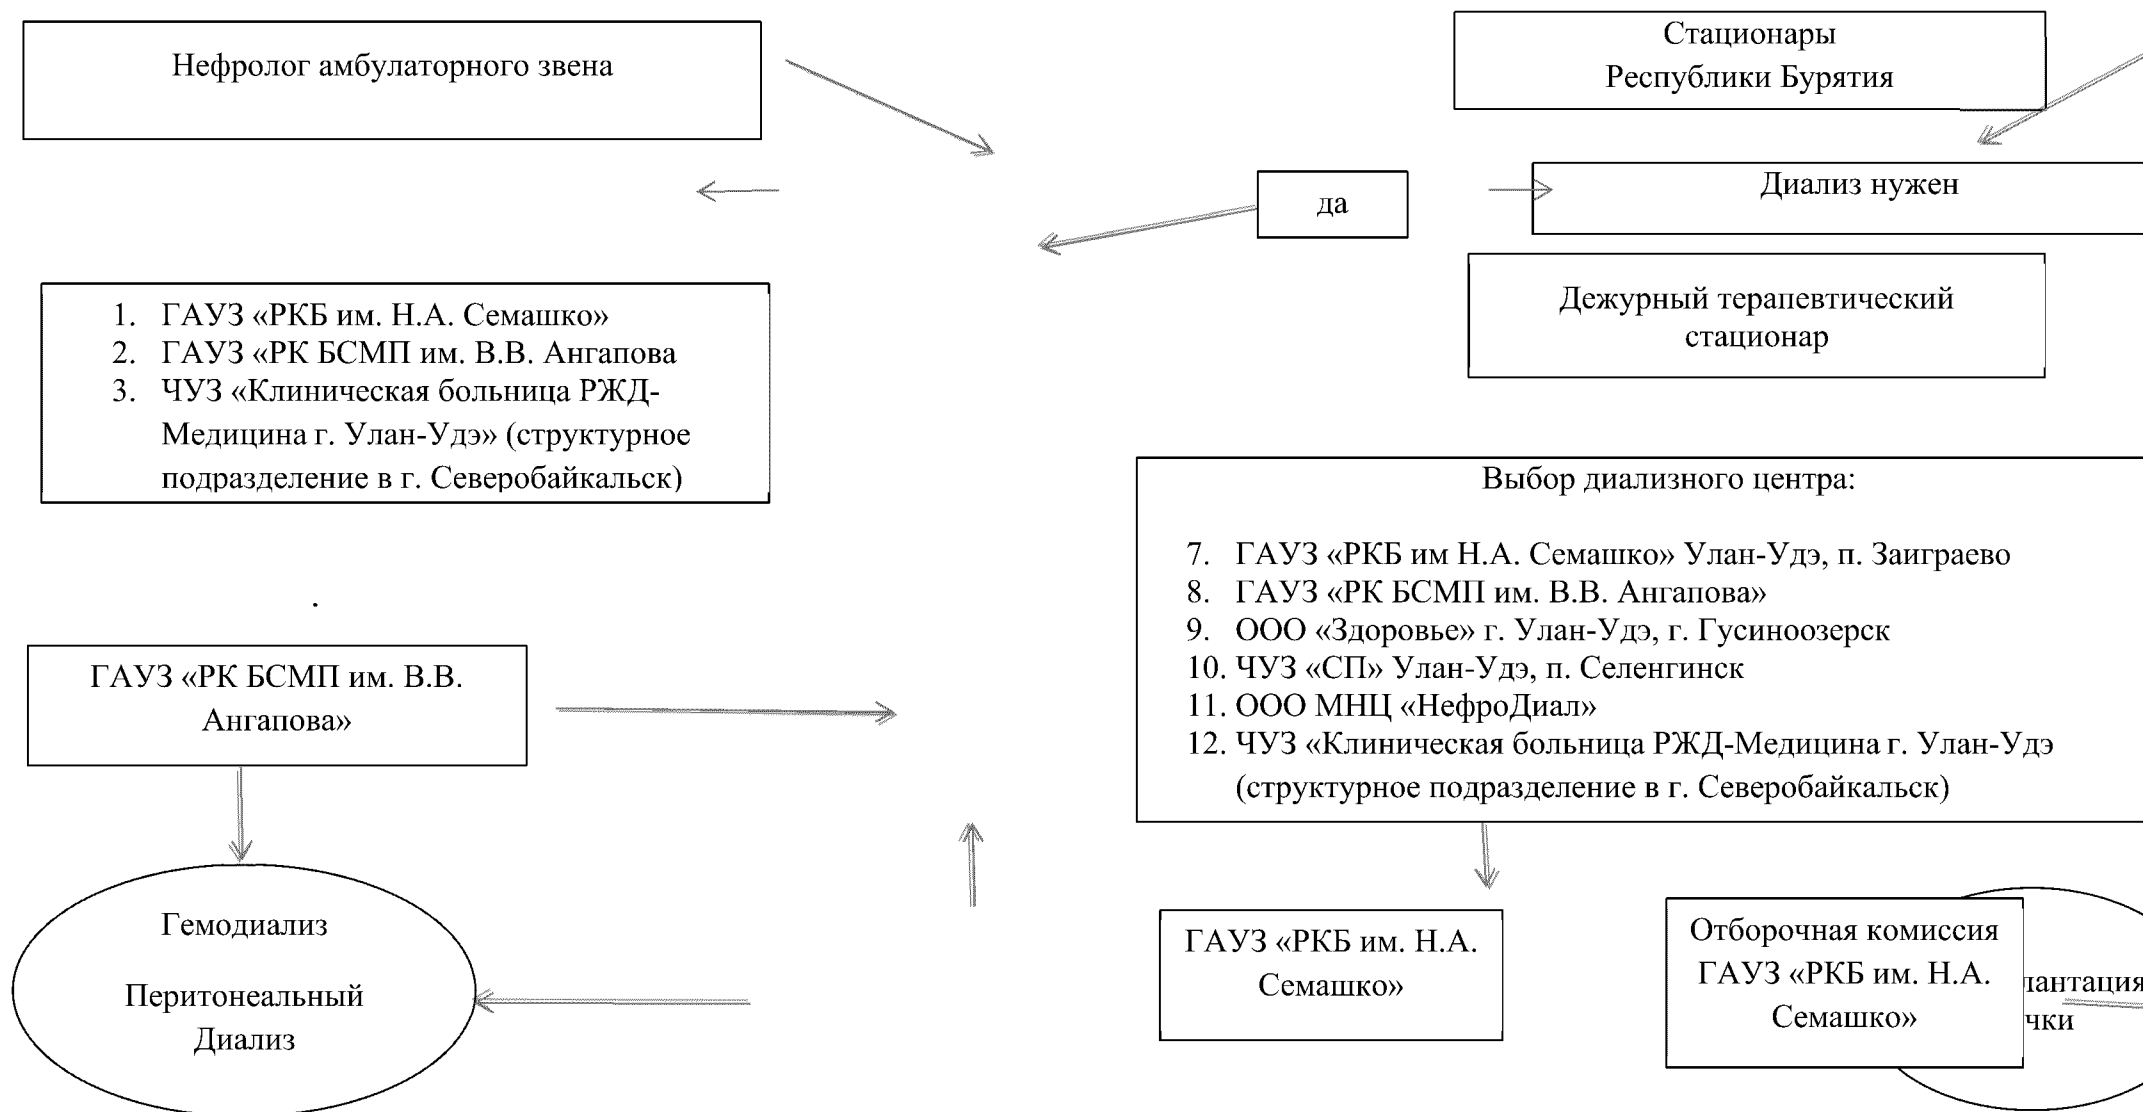 Нефролог амбулаторного звена
Стационары
Республики Бурятия
да
Диализ нужен
Дежурный терапевтический
стационар
1. ГАУЗ «РКБ им. Н.А. Семашко»
2. ГАУЗ «РК БСМП им. В.В. Ангапова
3. ЧУЗ «Клиническая больница РЖД-
Медицина г. Улан-Удэ» (структурное
подразделение в г. Северобайкальск)
Выбор диализного центра:
7. ГАУЗ «РКБ им Н.А. Семашко» Улан-Удэ, п. Заиграево
8. ГАУЗ «РК БСМП им. В.В. Ангапова»
9. ООО «Здоровье» г. Улан-Удэ, г. Гусиноозерск
10. ЧУЗ «СП» Улан-Удэ, п. Селенгинск
11. ООО МНЦ «НефроДиал»
12. ЧУЗ «Клиническая больница РЖД-Медицина г. Улан-Удэ
(структурное подразделение в г. Северобайкальск)
.
ГАУЗ «РК БСМП им. В.В.
Ангапова»
Гемодиализ
Перитонеальный
Диализ
ГАУЗ «РКБ им. Н.А.
Семашко»
Отборочная комиссия
ГАУЗ «РКБ им. Н.А.
Семашко»
лантация
чки